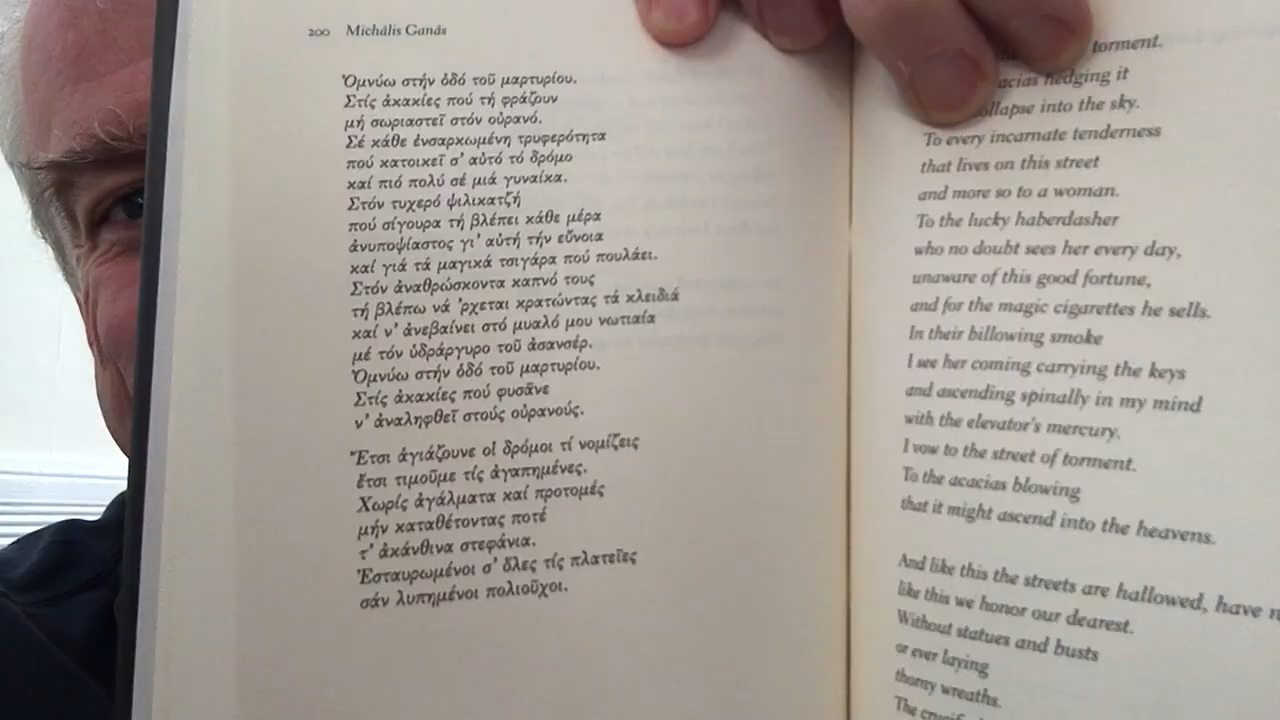 200 Michális Ganás
Ὀμνύω στήν ὁδό τοῦ μαρτυρίου.
Στίς ἀκακίες πού τή φράζουν
μή σωριαστεῖ στόν οὐρανό.
Σέ κάθε ἐνσαρκωμένη τρυφερότητα
πού κατοικεῖ σ' αὐτό τό δρόμο
καί πιό πολύ σέ μιά γυναίκα.
Στόν τυχερό ψιλικατζή
πού σίγουρα τή βλέπει κάθε μέρα
ἀνυποψίαστος γι' αὐτή τήν εὔνοια
καί γιά τά μαγικά τσιγάρα πού πουλάει.
Στόν ἀναθρώσκοντα καπνό τους
τή βλέπω νά 'ρχεται κρατώντας τά κλειδιά
καί ν' ἀνεβαίνει στό μυαλό μου νωτιαία
μέ τόν ὑδράργυρο τοῦ ἀσανσέρ.
Ὀμνύω στήν ὁδό τοῦ μαρτυρίου.
Στίς ἀκακίες πού φυσᾶνε
ν' ἀναληφθεῖ στούς οὐρανούς.
Ἔτσι ἁγιάζουνε οἱ δρόμοι τί νομίζεις
ἔτσι τιμοῦμε τίς ἀγαπημένες.
Χωρίς ἀγάλματα καί προτομές
μήν καταθέτοντας ποτέ
τ' ἀκάνθινα στεφάνια.
Ἐσταυρωμένοι σ' ὅλες τίς πλατεῖες
σάν λυπημένοι πολιοῦχοι.
torment.
hedging it
into the sky.
To every incarnate tenderness
that lives on this street
and more so to a woman.
To the lucky haberdasher
who no doubt sees her every day,
unaware of this good fortune,
and for the magic cigarettes he sells.
In their billowing smoke
I see her coming carrying the keys
and ascending spinally in my mind
with the elevator's mercury.
I vow to the street of torment.
To the acacias blowing
that it might ascend into the heavens.
And like this the streets are hallowed, have
like this we honor our dearest.
Without statues and busts
or ever laying
thorny wreaths.
The